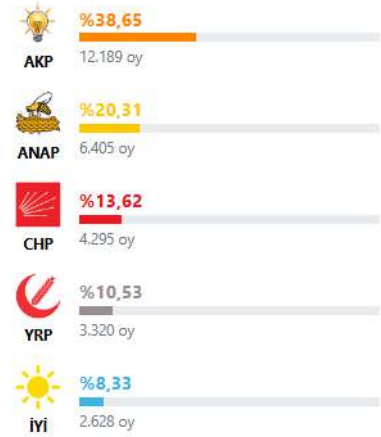 %38,65
AKP 12.189 oy
%20,31
ANAP 6.405 oy
%13,62
CHP 4.295 oy
%10,53
YRP 3.320 oy
%8,33
İYİ 2.628 oy